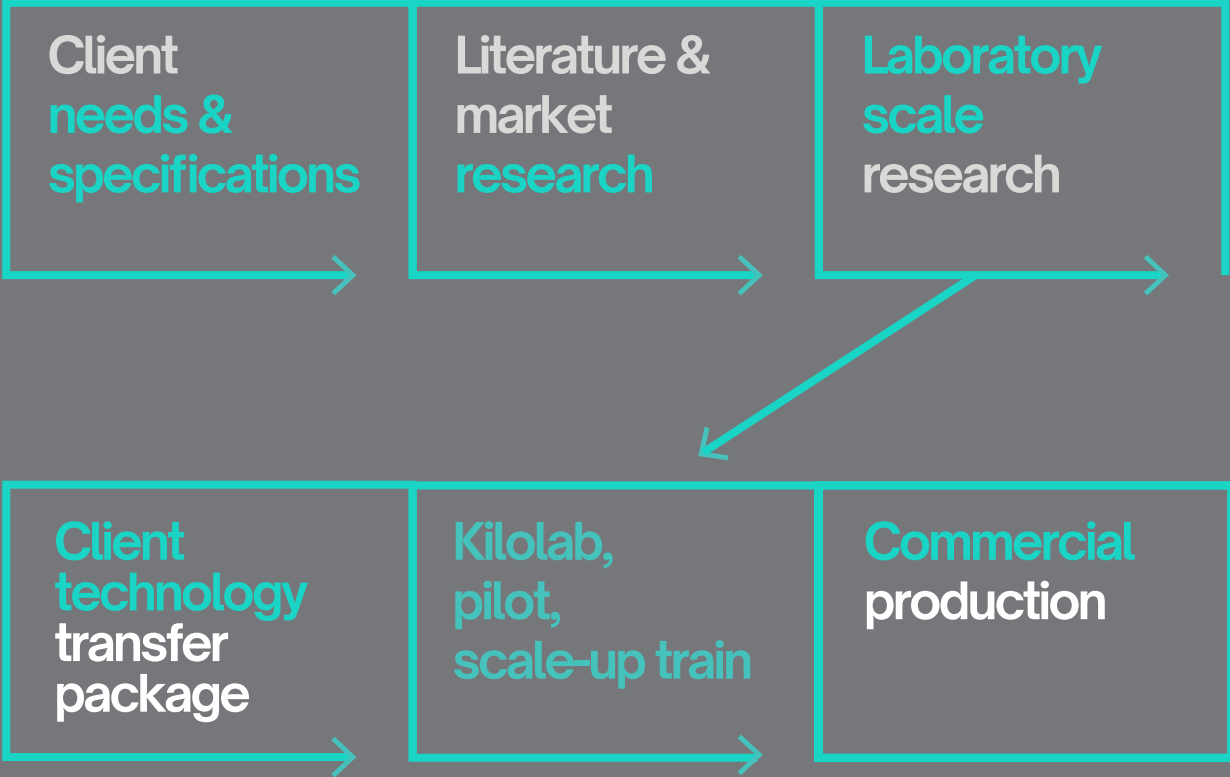 Client
needs &
specifications
Literature &
market
research
Laboratory
scale
research
Client
technology
transfer
package
Kilolab,
pilot,
scale-up train
Commercial
production